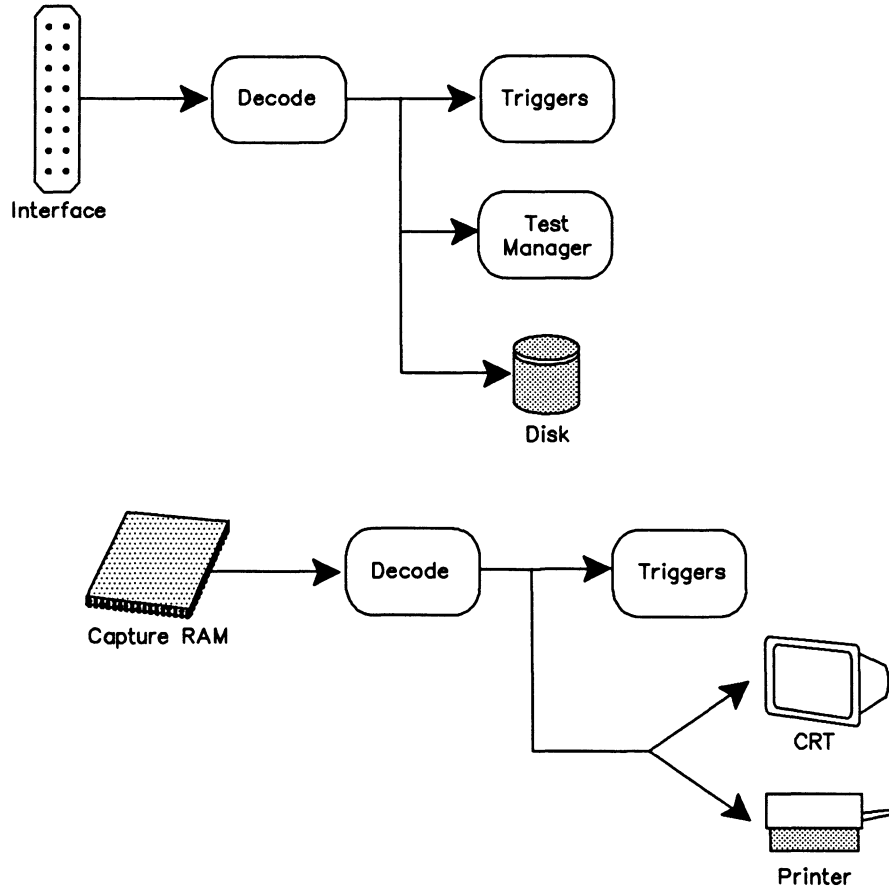 Decode
Triggers
Interface
Test
Manager
Disk
Decode
Triggers
Capture RAM
CRT
Printer